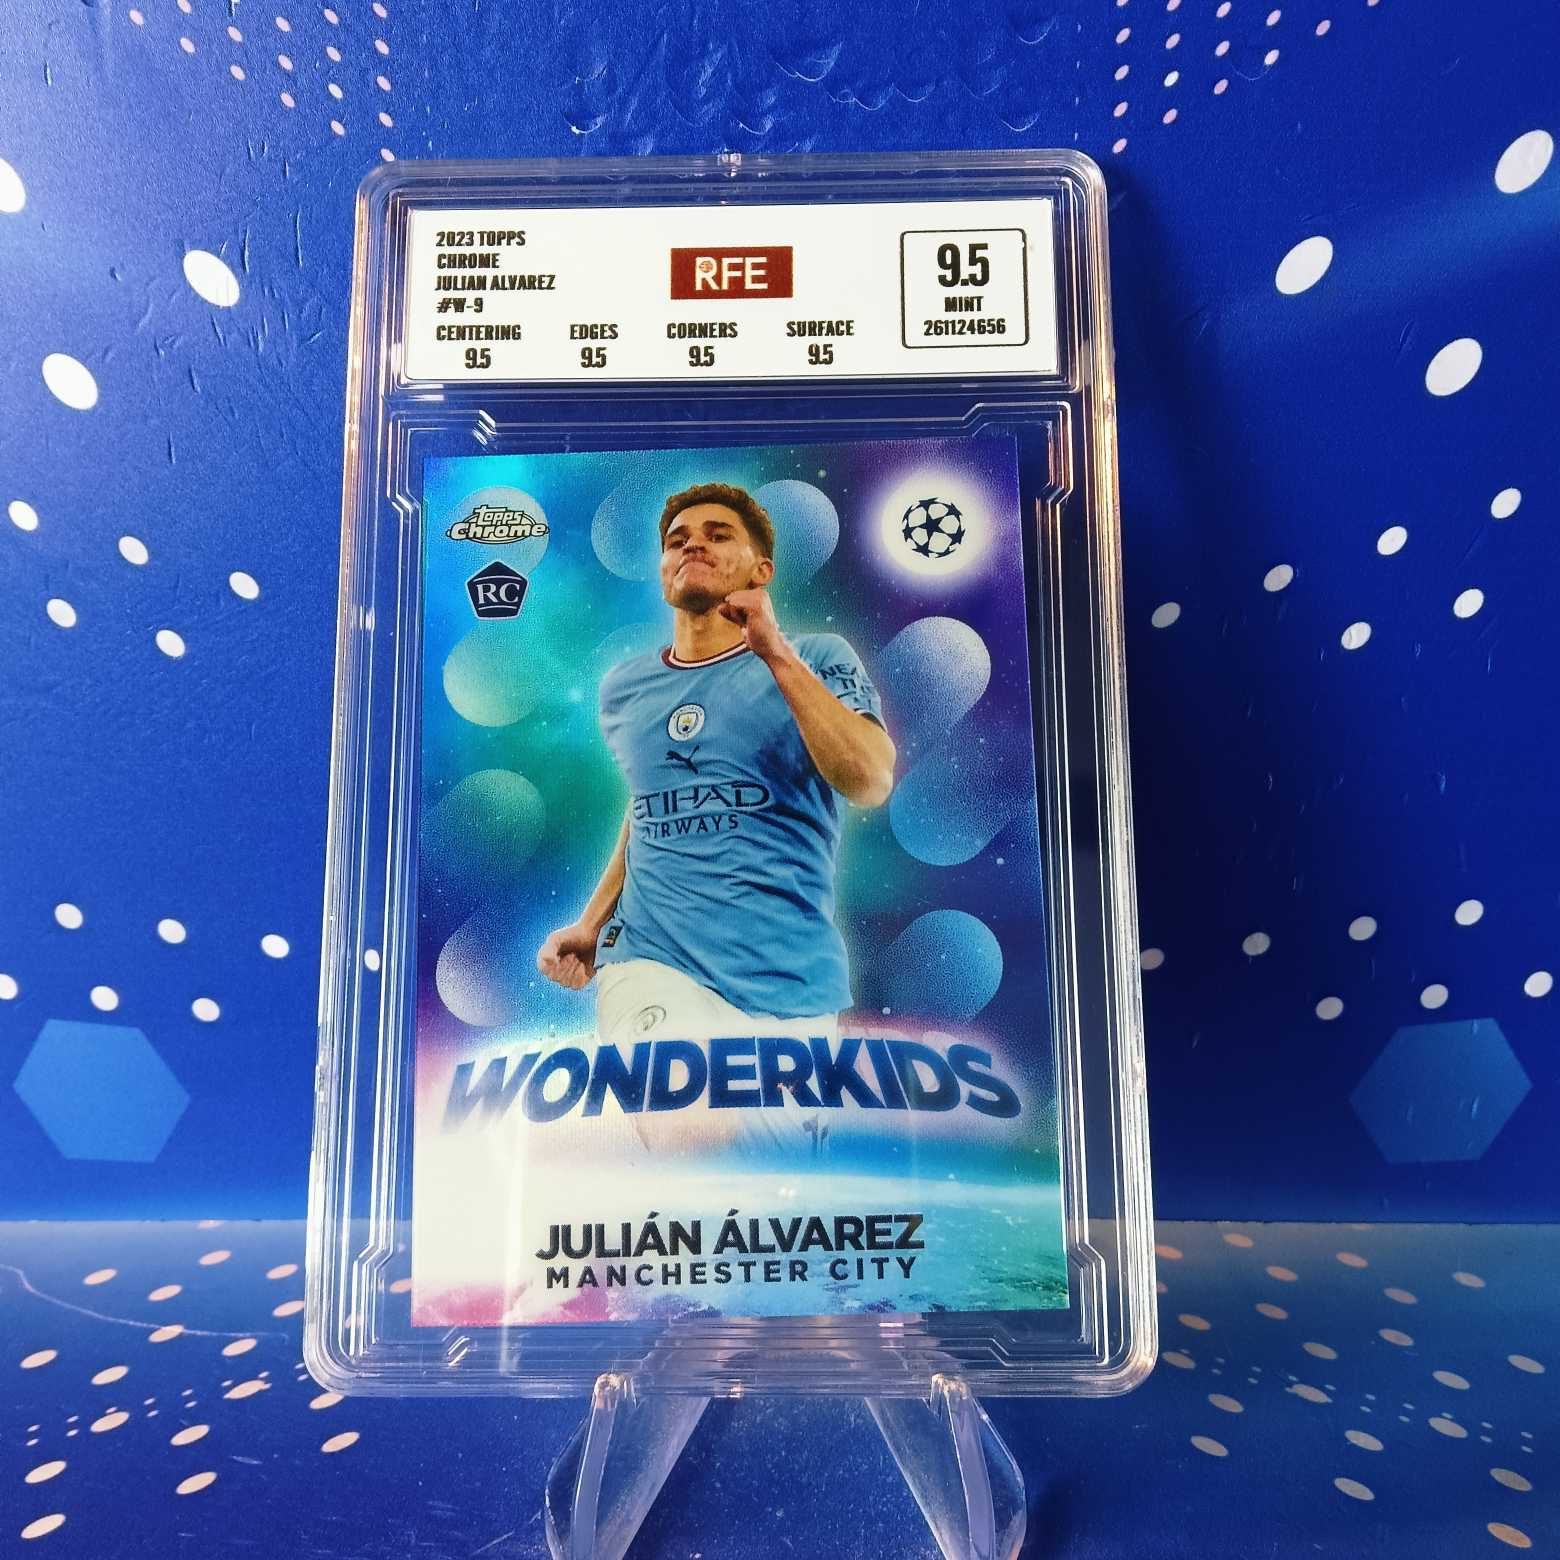 2023 TOPPS
CHROME
JULIAN ALVAREZ
#W-9
RFE
9.5
MINT
261124656
CENTERING EDGES CORNERS SURFACE
9.5 9.5 9.5 9.5
topps
Chrome
RC
NEX
ETIHAD
AIRWAYS
WONDERKIDS
JULIÁN ÁLVAREZ
MANCHESTER CITY